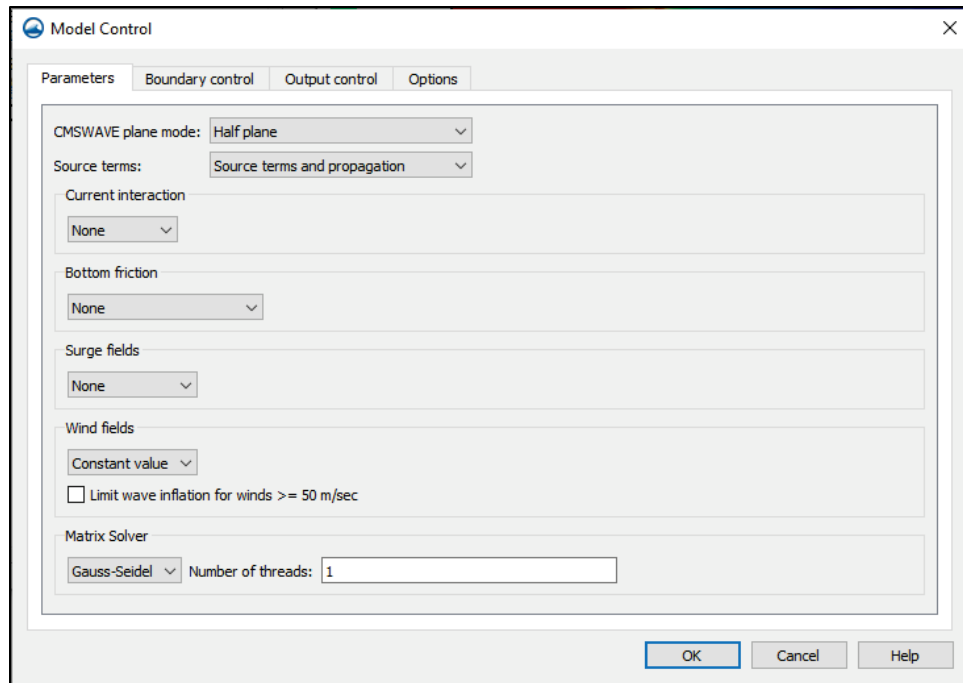 Model Control
Parameters Boundary control Output control Options
CMSWAVE plane mode: Half plane
Source terms: Source terms and propagation
Current interaction
None
Bottom friction
None
Surge fields
None
Wind fields
Constant value
Limit wave inflation for winds >= 50 m/sec
Matrix Solver
Gauss-Seidel Number of threads: 1
OK Cancel Help